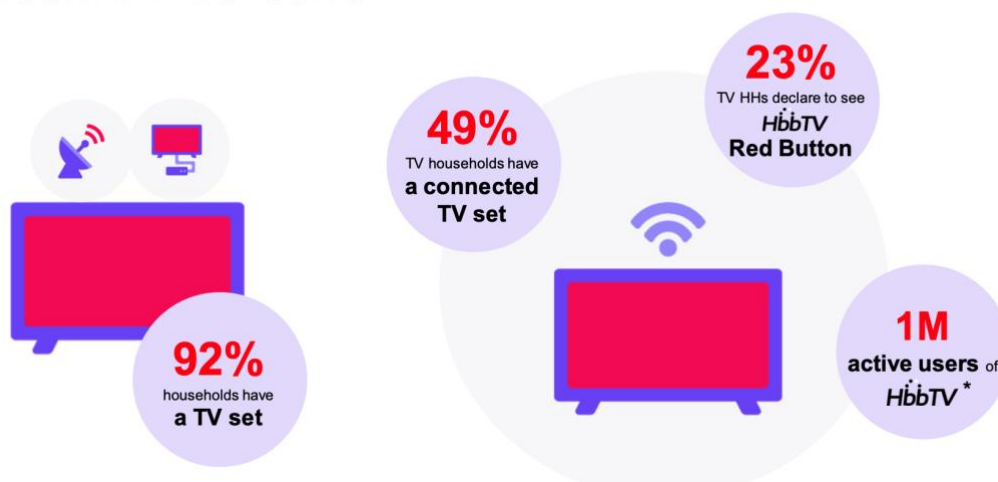 92%
households have
a TV set
49%
TV households have
a connected
TV set
23%
TV HHs declare to see
HbbTV
Red Button
1M
active users of
HbbTV *